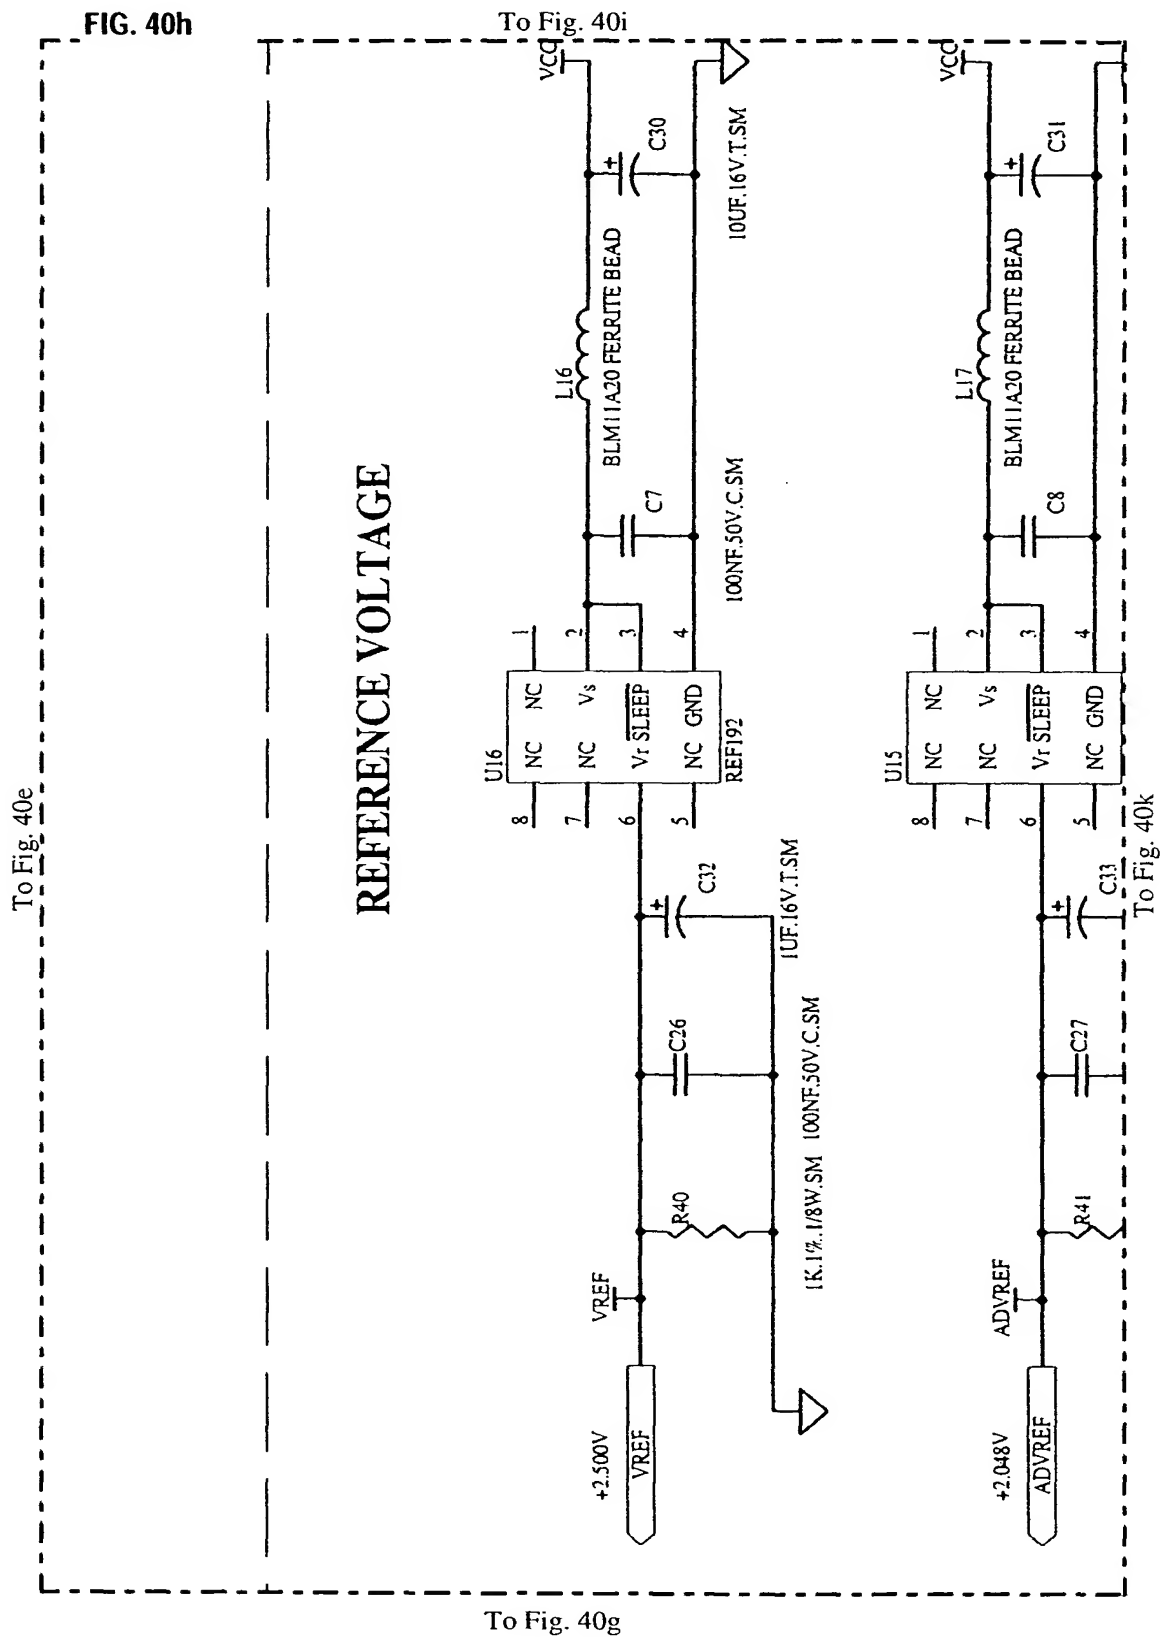 FIG. 40h
To Fig. 40i
To Fig. 40e
REFERENCE VOLTAGE
+2.500V
VREF
VREF
R40
1K.1%.1/8W.SM
C26
100NF.50V.C.SM
C32
1UF.16V.T.SM
U16
8 NC NC 1
7 NC Vs 2
6 Vr SLEEP 3
5 NC GND 4
REF192
C7
100NF.50V.C.SM
L16
BLM11A20 FERRITE BEAD
C30
10UF.16V.T.SM
VCC
+2.048V
ADVREF
ADVREF
R41
C27
C33
U15
8 NC NC 1
7 NC Vs 2
6 Vr SLEEP 3
5 NC GND 4
C8
L17
BLM11A20 FERRITE BEAD
C31
VCC
To Fig. 40k
To Fig. 40g